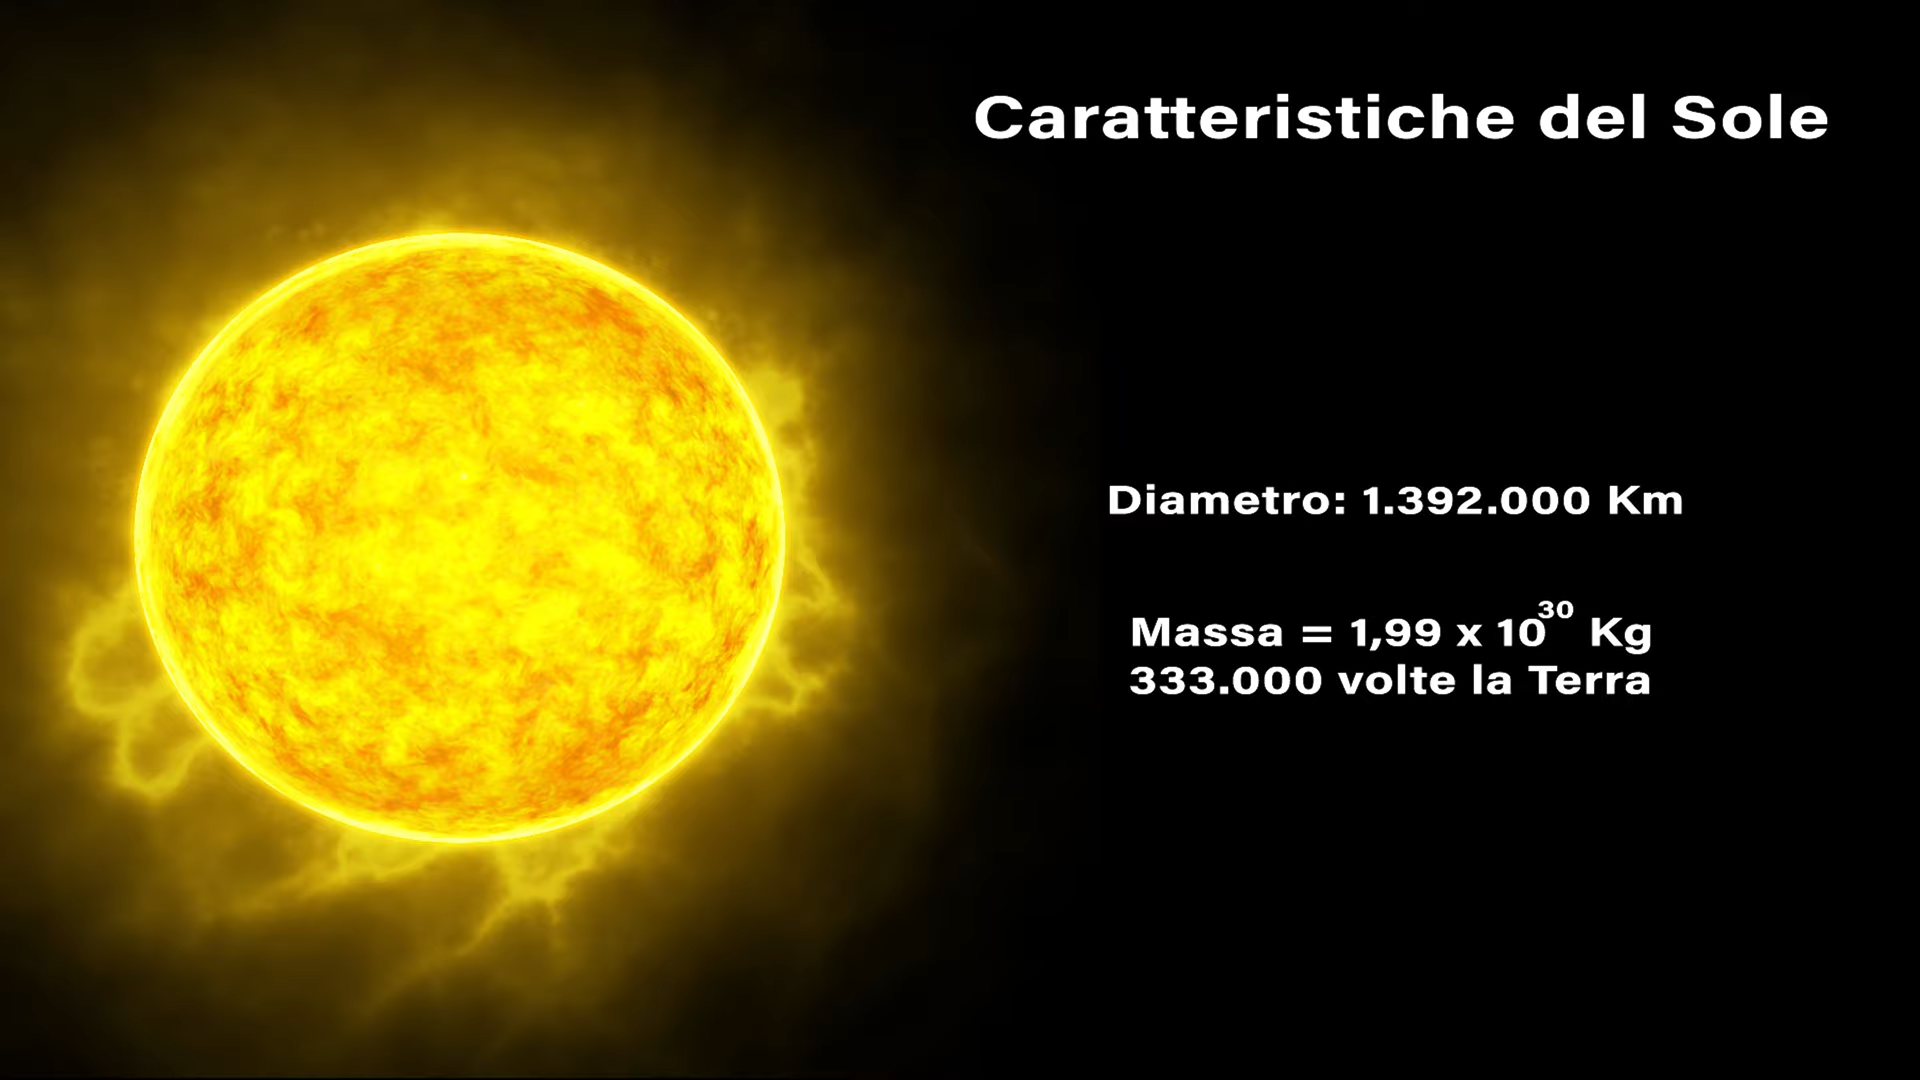 Caratteristiche del Sole
Diametro: 1.392.000 Km
Massa = 1,99 x 10³⁰ Kg
333.000 volte la Terra